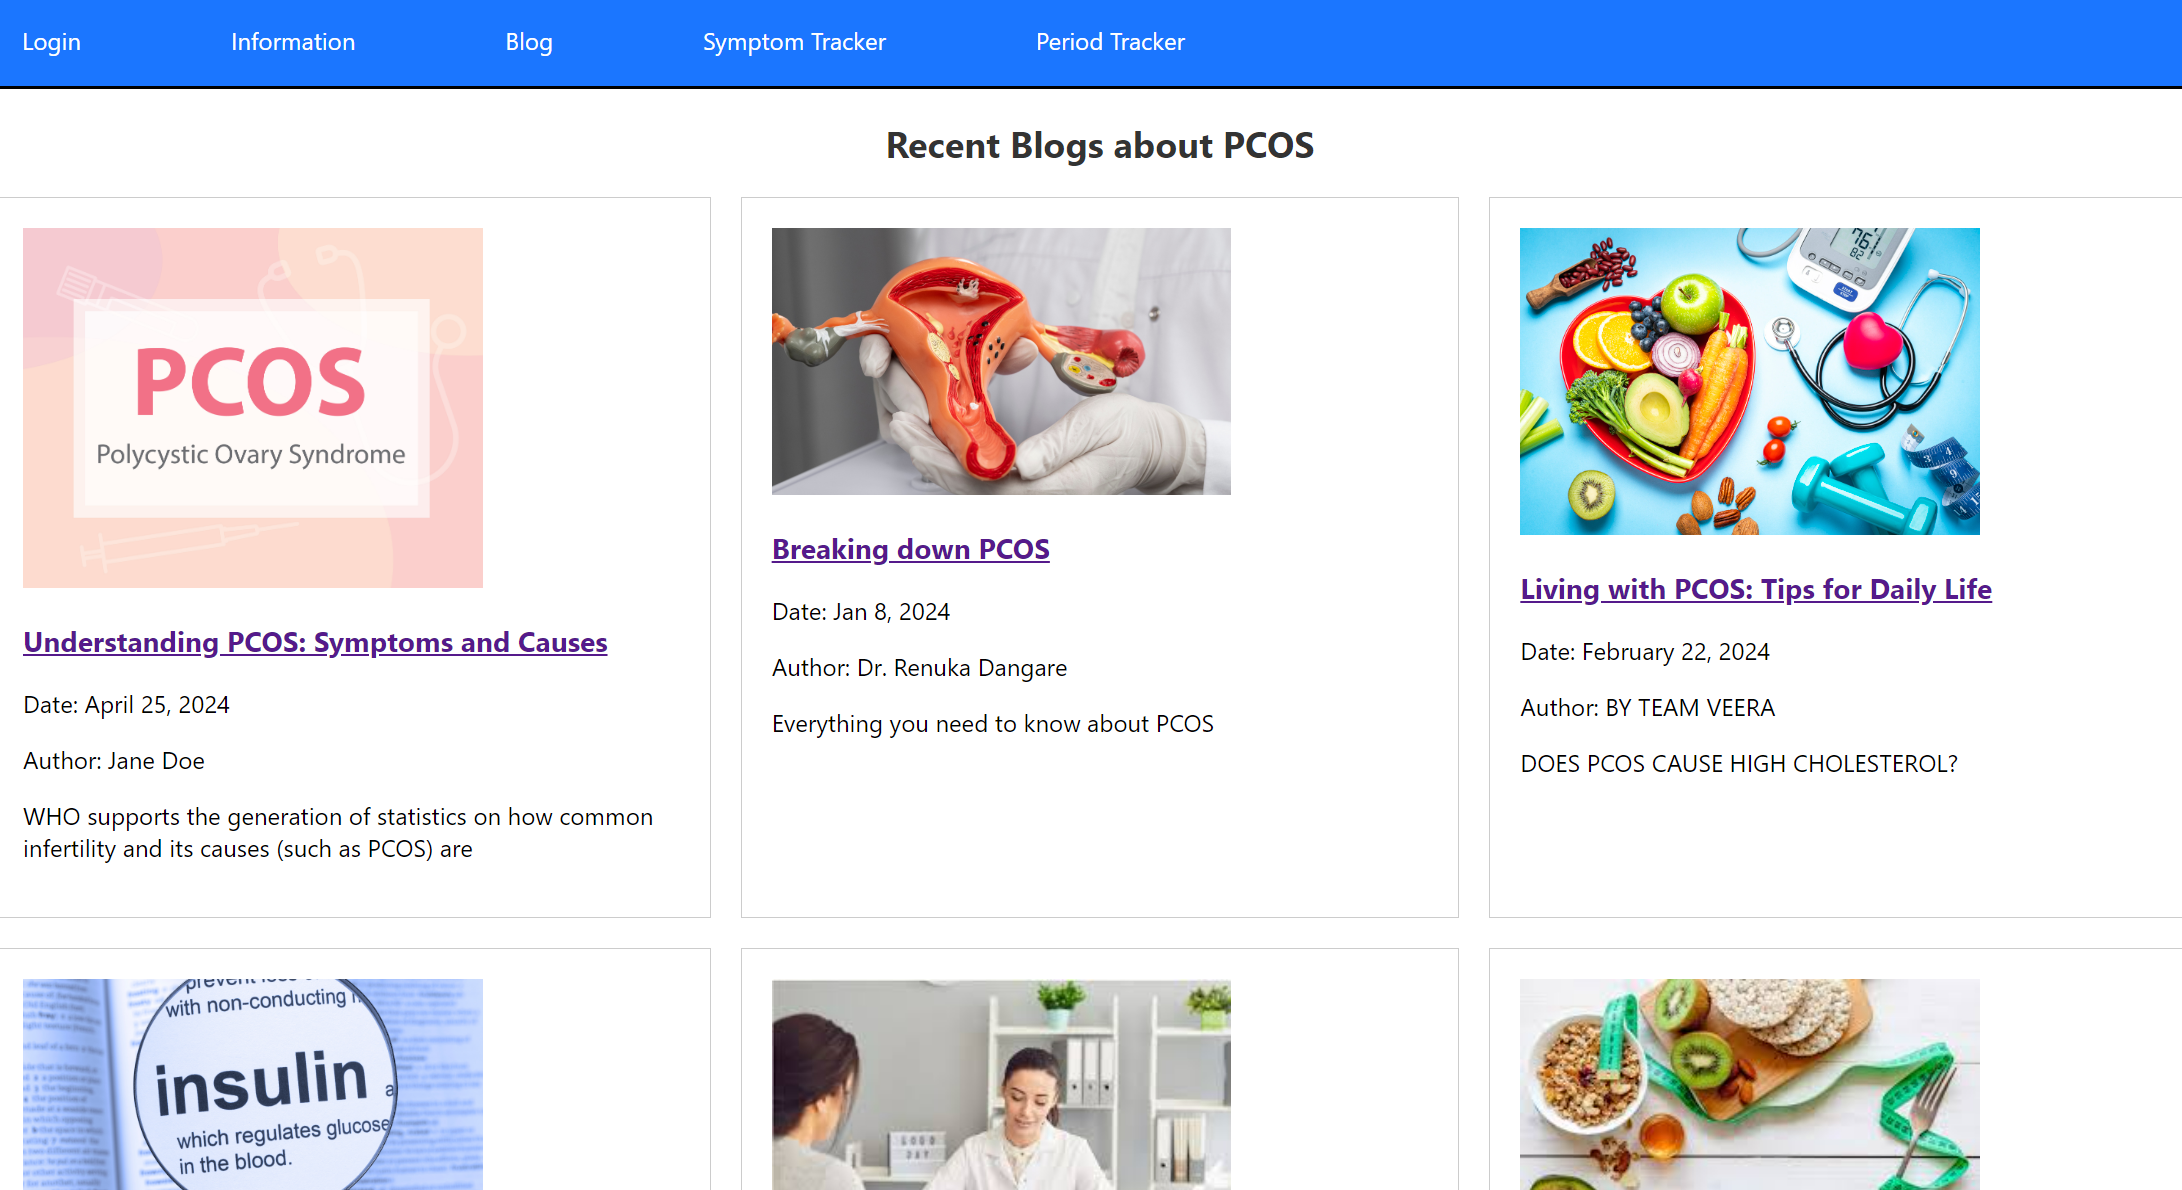 Login
Information
Blog
Symptom Tracker
Period Tracker
Recent Blogs about PCOS
PCOS
Polycystic Ovary Syndrome
Understanding PCOS: Symptoms and Causes
Date: April 25, 2024
Author: Jane Doe
WHO supports the generation of statistics on how common
infertility and its causes (such as PCOS) are
Breaking down PCOS
Date: Jan 8, 2024
Author: Dr. Renuka Dangare
Everything you need to know about PCOS
Living with PCOS: Tips for Daily Life
Date: February 22, 2024
Author: BY TEAM VEERA
DOES PCOS CAUSE HIGH CHOLESTEROL?
with non-conducting
insulin
which regulates glucose
in the blood.
GOOD
DAY